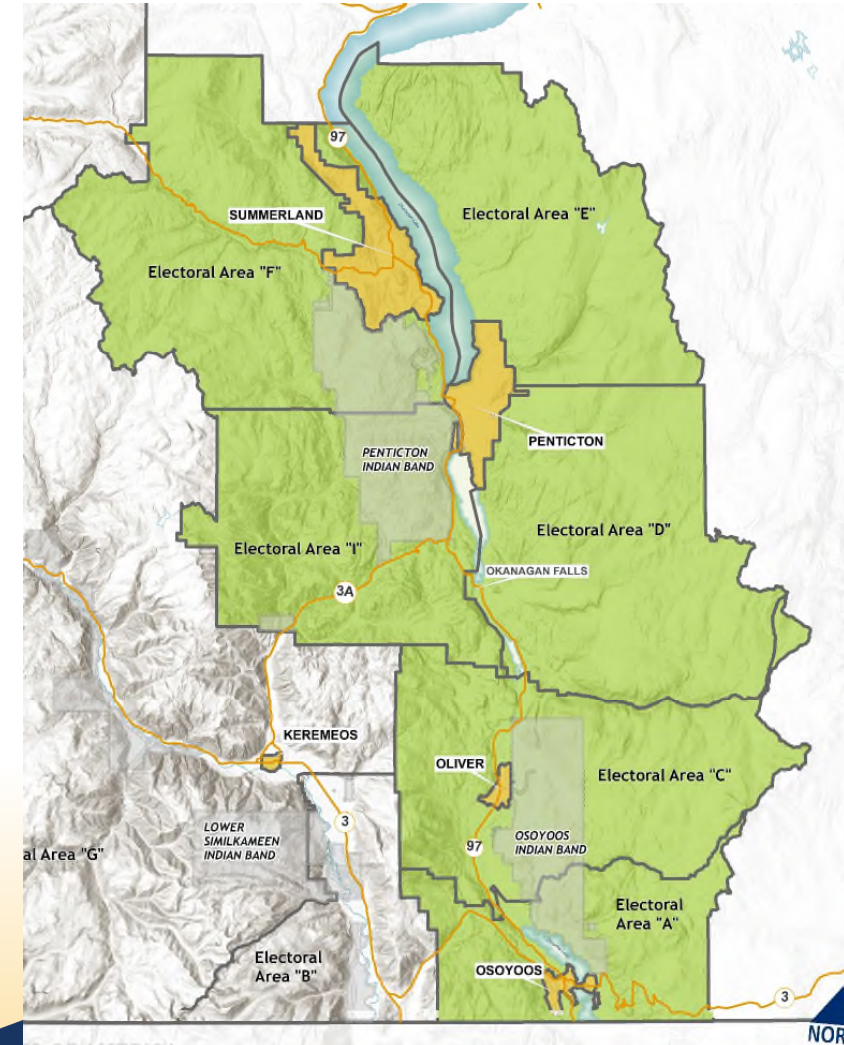 97
SUMMERLAND
Electoral Area "E"
Electoral Area "F"
PENTICTON
PENTICTON
INDIAN BAND
Electoral Area "D"
Electoral Area "I"
OKANAGAN FALLS
3A
KEREMEOS
OLIVER
Electoral Area "C"
3
LOWER
SIMILKAMEEN
INDIAN BAND
OSOYOOS
INDIAN BAND
97
al Area "G"
Electoral
Area "A"
Electoral
Area "B"
OSOYOOS
3
NOR